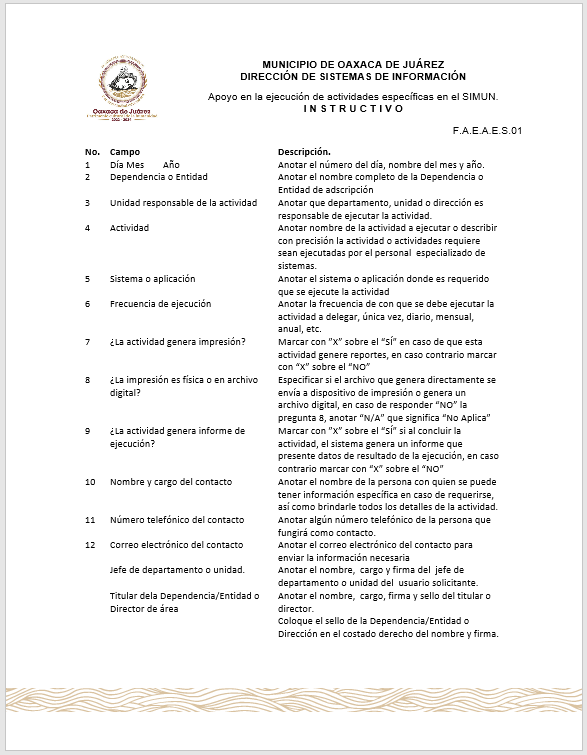 MUNICIPIO DE OAXACA DE JUÁREZ
DIRECCIÓN DE SISTEMAS DE INFORMACIÓN
Apoyo en la ejecución de actividades específicas en el SIMUN.
I N S T R U C T I V O
Oaxaca de Juárez
2022 - 2024
F.A.E.A.E.S.01
No. Campo Descripción.
1 Día Mes Año Anotar el número del día, nombre del mes y año.
2 Dependencia o Entidad Anotar el nombre completo de la Dependencia o
Entidad de adscripción
3 Unidad responsable de la actividad Anotar que departamento, unidad o dirección es
responsable de ejecutar la actividad.
4 Actividad Anotar nombre de la actividad a ejecutar o describir
con precisión la actividad o actividades requiere
sean ejecutadas por el personal especializado de
sistemas.
5 Sistema o aplicación Anotar el sistema o aplicación donde es requerido
que se ejecute la actividad
6 Frecuencia de ejecución Anotar la frecuencia de con que se debe ejecutar la
actividad a delegar, única vez, diario, mensual,
anual, etc.
7 ¿La actividad genera impresión? Marcar con “X” sobre el “SÍ” en caso de que esta
actividad genere reportes, en caso contrario marcar
con “X” sobre el “NO”
8 ¿La impresión es física o en archivo Especificar si el archivo que genera directamente se
digital? envía a dispositivo de impresión o genera un
archivo digital, en caso de responder “NO” la
pregunta 8, anotar “N/A” que significa “No Aplica”
9 ¿La actividad genera informe de Marcar con “X” sobre el “SÍ” si al concluir la
ejecución? actividad, el sistema genera un informe que
presente datos de resultado de la ejecución, en caso
contrario marcar con “X” sobre el “NO”
10 Nombre y cargo del contacto Anotar el nombre de la persona con quien se puede
tener información específica en caso de requerirse,
así como brindarle todos los detalles de la actividad.
11 Número telefónico del contacto Anotar algún número telefónico de la persona que
fungirá como contacto.
12 Correo electrónico del contacto Anotar el correo electrónico del contacto para
enviar la información necesaria
Jefe de departamento o unidad. Anotar el nombre, cargo y firma del jefe de
departamento o unidad del usuario solicitante.
Titular dela Dependencia/Entidad o Anotar el nombre, cargo, firma y sello del titular o
Director de área director.
Coloque el sello de la Dependencia/Entidad o
Dirección en el costado derecho del nombre y firma.